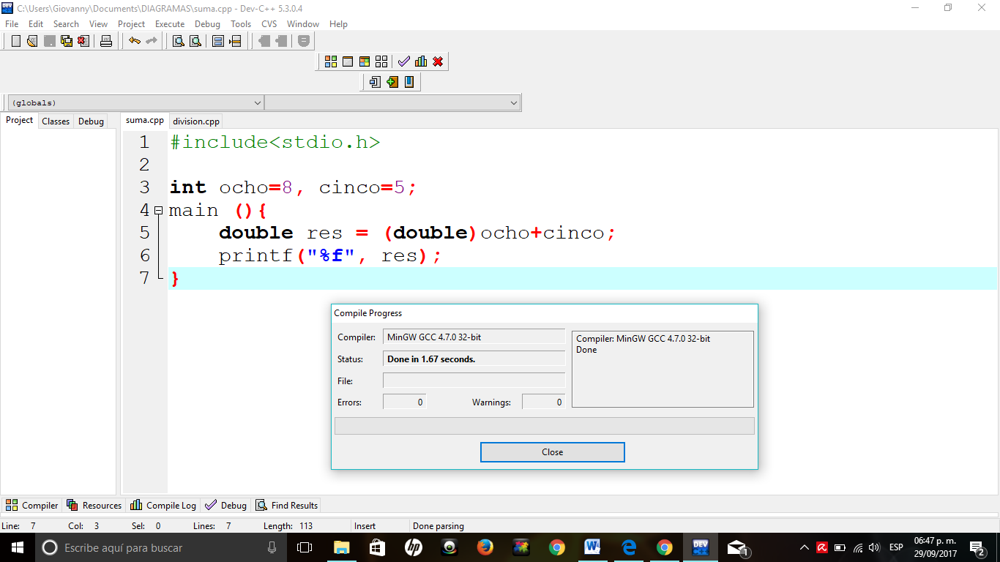 C:\Users\Giovanny\Documents\DIAGRAMAS\suma.cpp - Dev-C++ 5.3.0.4
File Edit Search View Project Execute Debug Tools CVS Window Help
(globals)
Project Classes Debug
suma.cpp division.cpp
1 #include<stdio.h>
2
3 int ocho=8, cinco=5;
4 main (){
5 double res = (double)ocho+cinco;
6 printf("%f", res);
7 }
Compile Progress
Compiler: MinGW GCC 4.7.0 32-bit
Status: Done in 1.67 seconds.
File:
Errors: 0 Warnings: 0
Compiler: MinGW GCC 4.7.0 32-bit
Done
Close
Compiler Resources Compile Log Debug Find Results
Line: 7 Col: 3 Sel: 0 Lines: 7 Length: 113 Insert Done parsing
Escribe aquí para buscar
hp
DEV
1
ESP
06:47 p. m.
29/09/2017
2